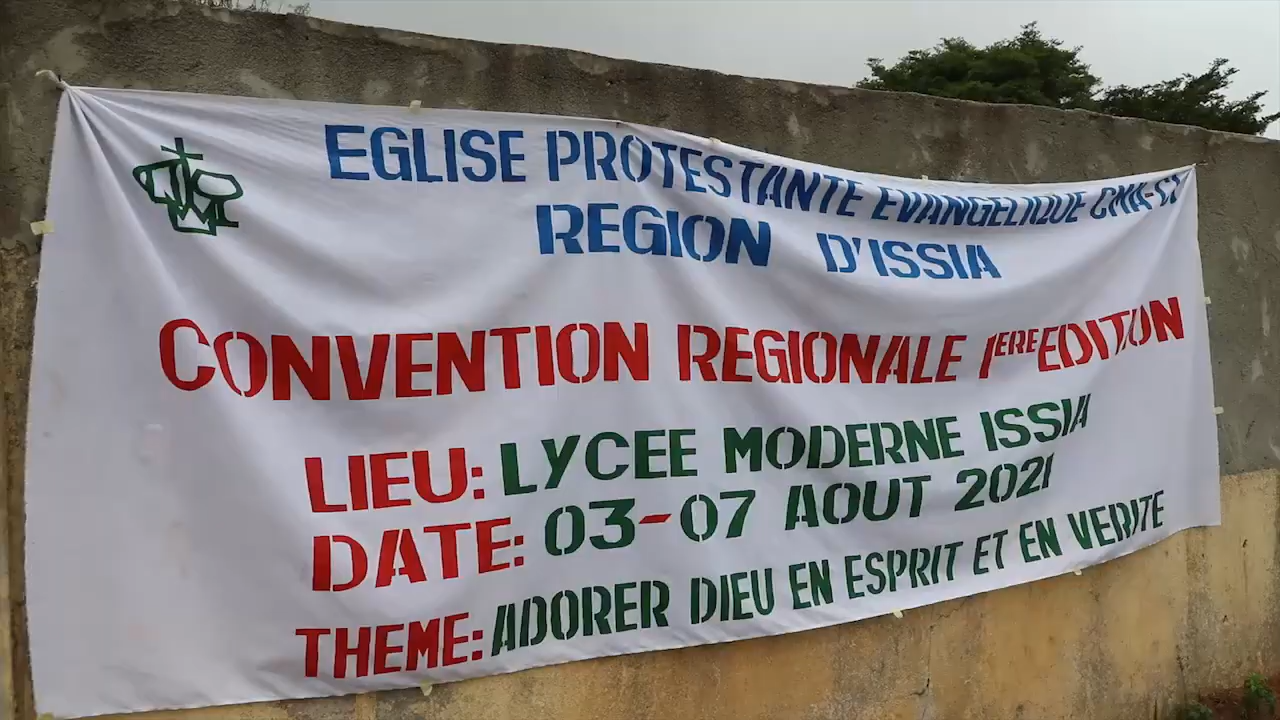 EGLISE PROTESTANTE EVANGELIQUE CMA-CI
REGION D'ISSIA
CONVENTION REGIONALE 1ERE EDITION
LIEU: LYCEE MODERNE ISSIA
DATE: 03-07 AOUT 2021
THEME: ADORER DIEU EN ESPRIT ET EN VERITE